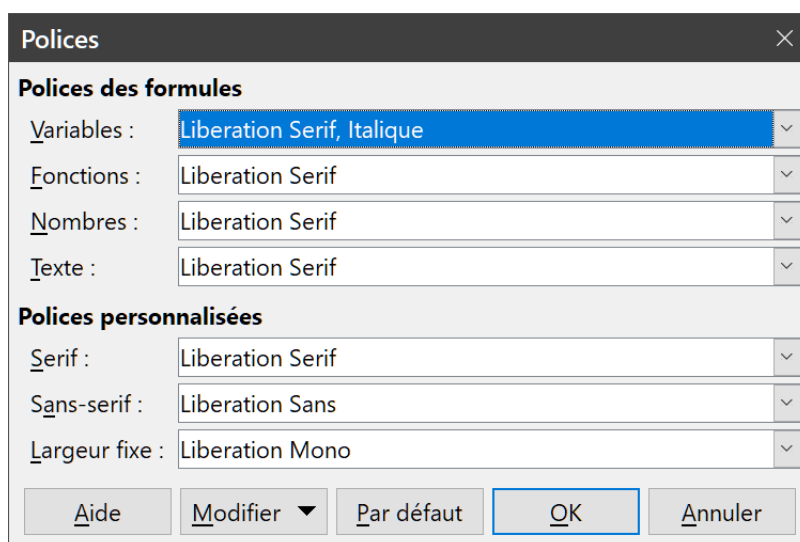 Polices
Polices des formules
Variables : Liberation Serif, Italique
Fonctions : Liberation Serif
Nombres : Liberation Serif
Texte : Liberation Serif
Polices personnalisées
Serif : Liberation Serif
Sans-serif : Liberation Sans
Largeur fixe : Liberation Mono
Aide Modifier Par défaut OK Annuler